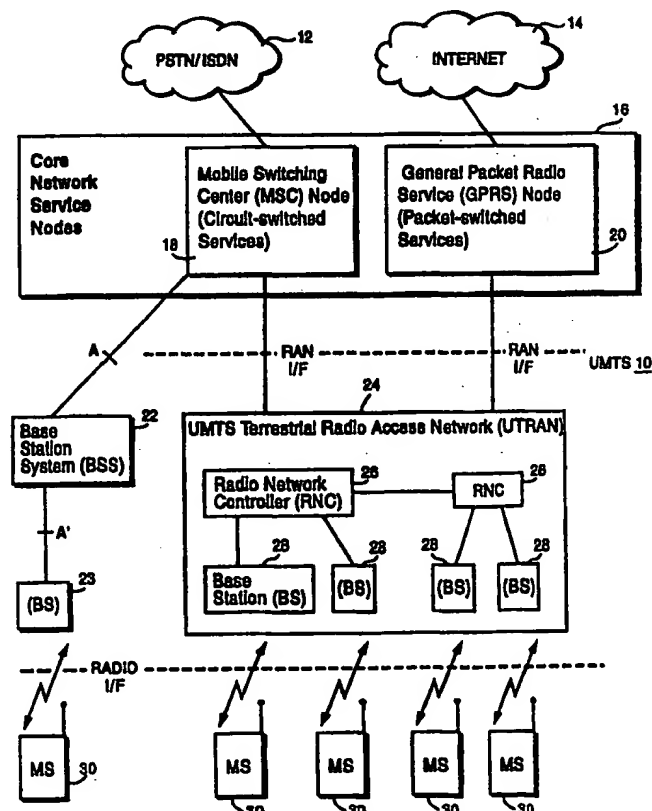 12
PSTN/ISDN
14
INTERNET
16
Core
Network
Service
Nodes
Mobile Switching
Center (MSC) Node
(Circuit-switched
Services)
18
General Packet Radio
Service (GPRS) Node
(Packet-switched
Services)
20
A
RAN
I/F
RAN
I/F
UMTS 10
22
Base
Station
System (BSS)
24
UMTS Terrestrial Radio Access Network (UTRAN)
26
Radio Network
Controller (RNC)
26
RNC
A'
23
(BS)
28
Base
Station (BS)
28
(BS)
28
(BS)
28
(BS)
RADIO
I/F
MS
30
MS
30
MS
30
MS
30
MS
30